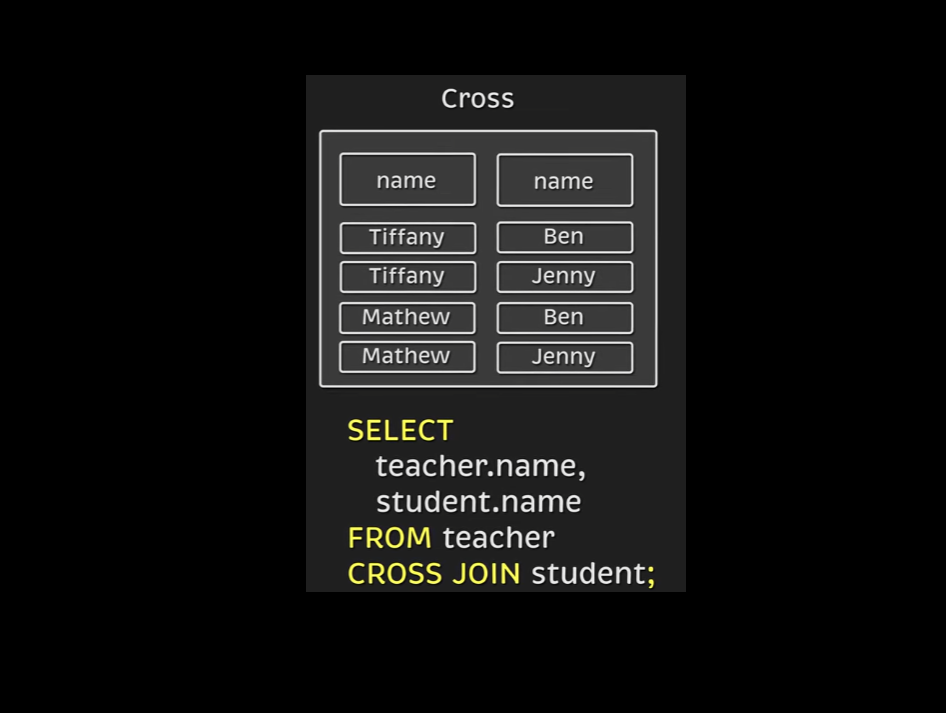 Cross
name name
Tiffany Ben
Tiffany Jenny
Mathew Ben
Mathew Jenny
SELECT
teacher.name,
student.name
FROM teacher
CROSS JOIN student;